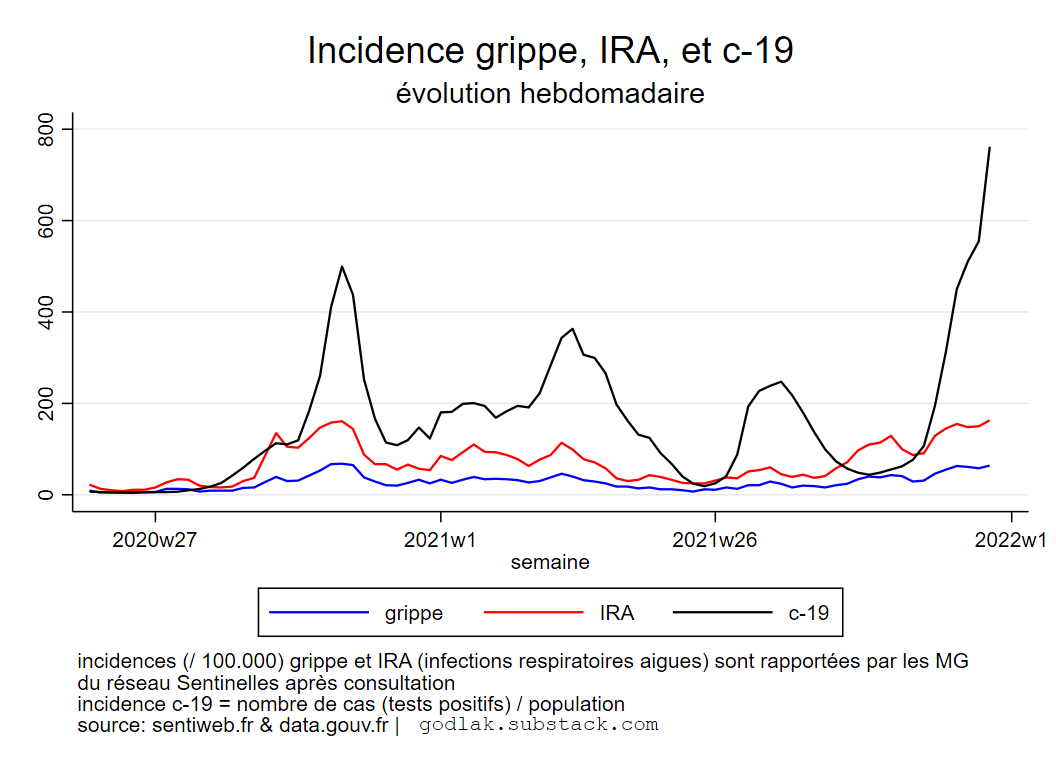 Incidence grippe, IRA, et c-19
évolution hebdomadaire
800
600
400
200
0
2020w27 2021w1 2021w26 2022w1
semaine
grippe IRA c-19
incidences (/ 100.000) grippe et IRA (infections respiratoires aigues) sont rapportées par les MG
du réseau Sentinelles après consultation
incidence c-19 = nombre de cas (tests positifs) / population
source: sentiweb.fr & data.gouv.fr | godlak.substack.com